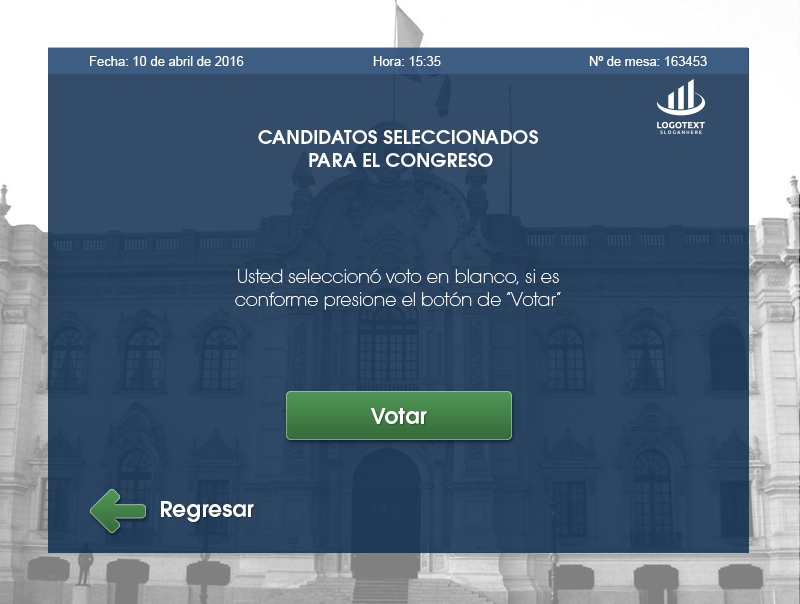 Fecha: 10 de abril de 2016 Hora: 15:35 Nº de mesa: 163453
LOGOTEXT
SLOGANHERE
CANDIDATOS SELECCIONADOS
PARA EL CONGRESO
Usted seleccionó voto en blanco, si es
conforme presione el botón de “Votar”
Votar
Regresar